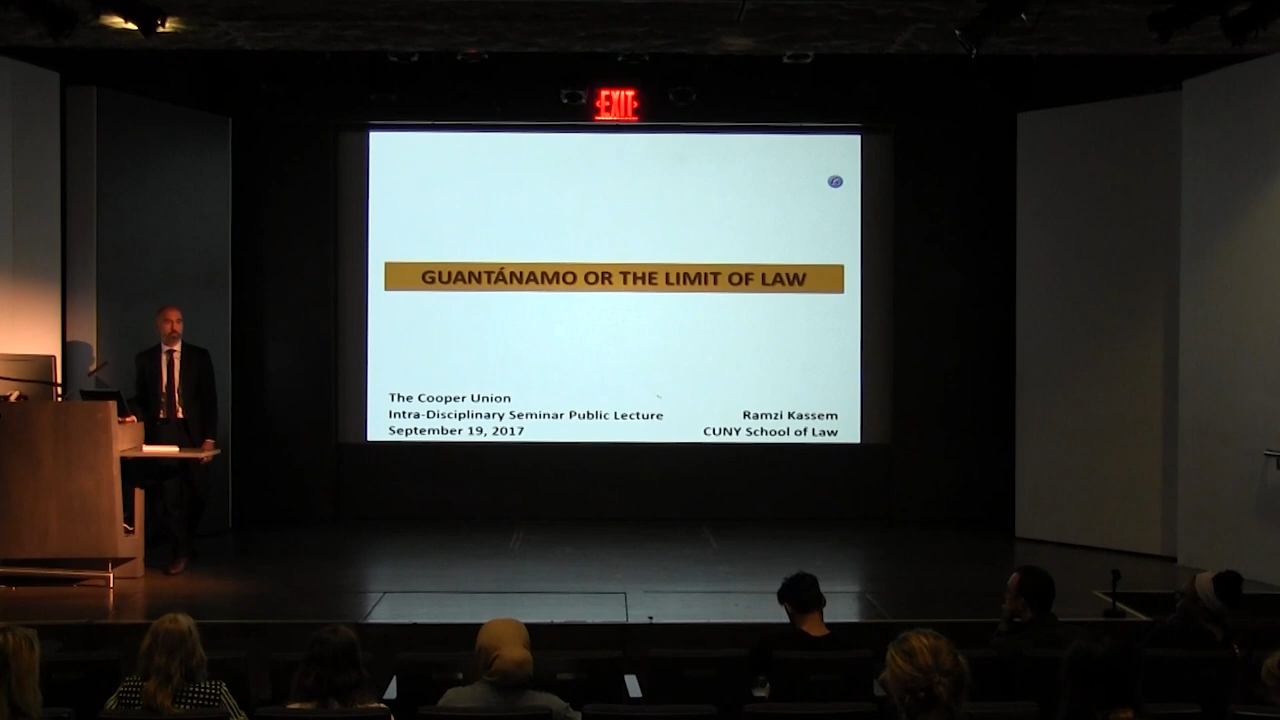 EXIT
GUANTÁNAMO OR THE LIMIT OF LAW
The Cooper Union
Intra-Disciplinary Seminar Public Lecture
September 19, 2017
Ramzi Kassem
CUNY School of Law